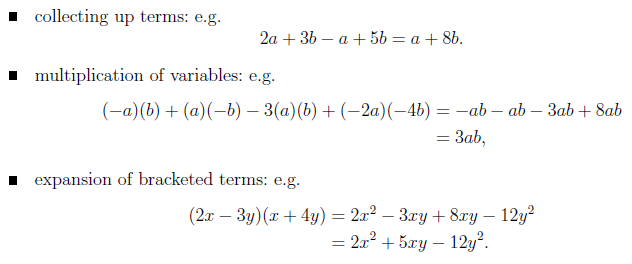 ■ collecting up terms: e.g.
2a + 3b − a + 5b = a + 8b.
■ multiplication of variables: e.g.
(−a)(b) + (a)(−b) − 3(a)(b) + (−2a)(−4b) = −ab − ab − 3ab + 8ab
= 3ab,
■ expansion of bracketed terms: e.g.
(2x − 3y)(x + 4y) = 2x² − 3xy + 8xy − 12y²
= 2x² + 5xy − 12y².